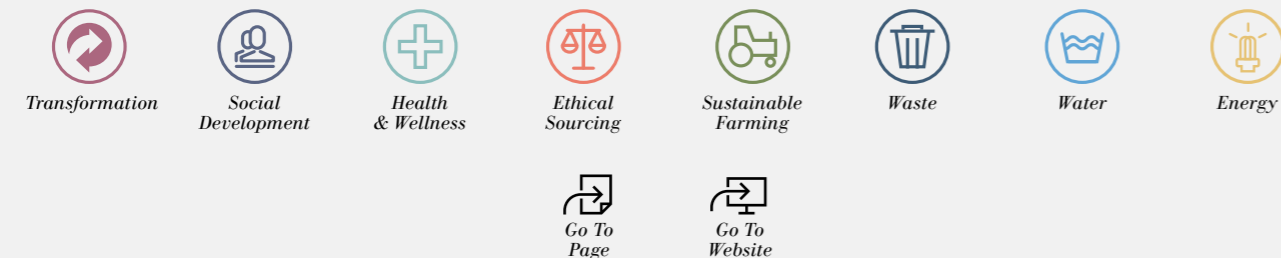 Transformation
Social
Development
Health
& Wellness
Ethical
Sourcing
Sustainable
Farming
Waste
Water
Energy
Go To
Page
Go To
Website